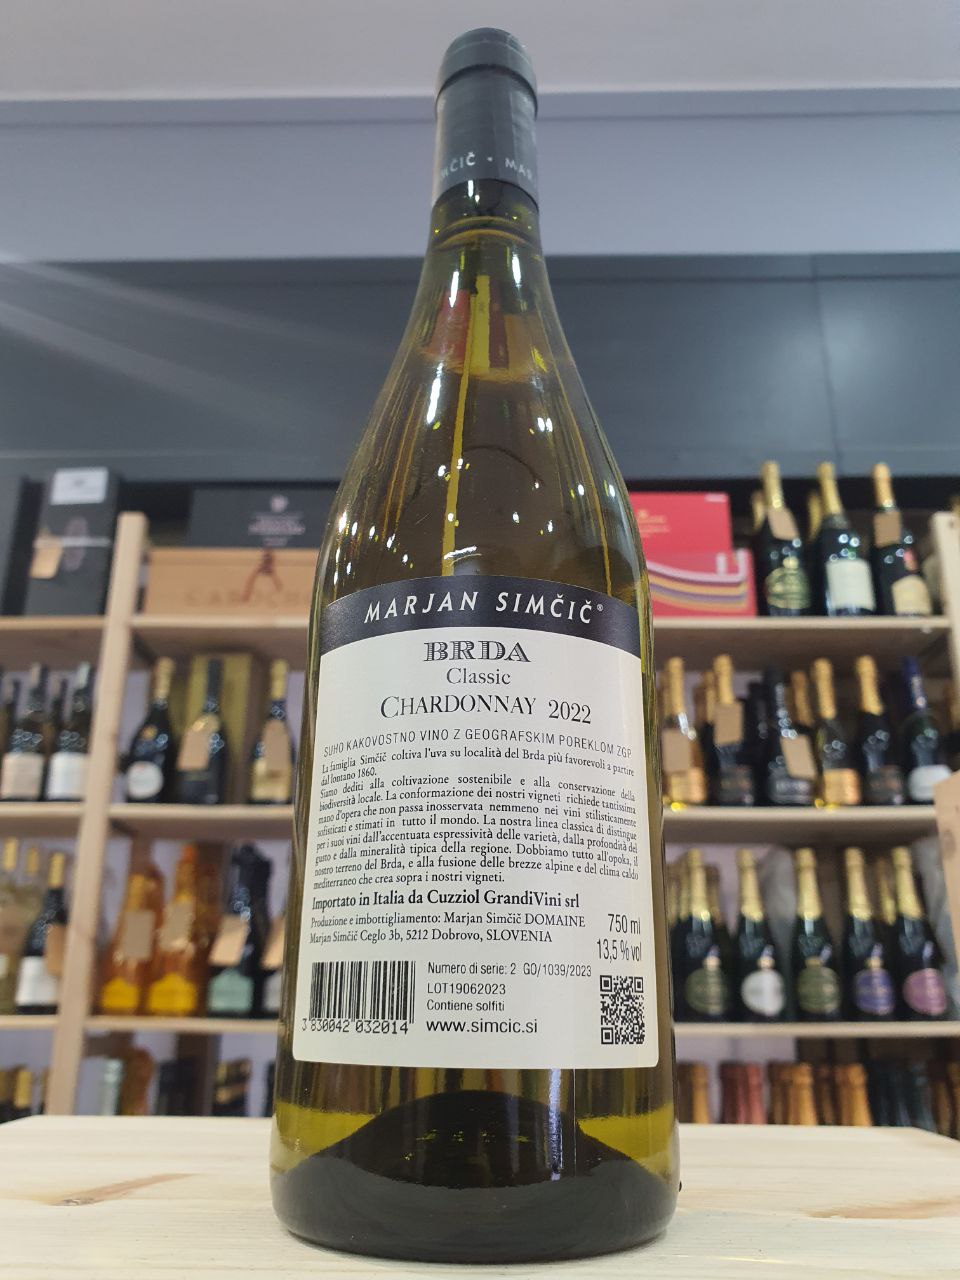 MARJAN SIMČIČ®
BRDA
Classic
CHARDONNAY 2022
SUHO KAKOVOSTNO VINO Z GEOGRAFSKIM POREKLOM ZGP
La famiglia Simčič coltiva l'uva su località del Brda più favorevoli a partire
dal lontano 1860.
Siamo dediti alla coltivazione sostenibile e alla conservazione della
biodiversità locale. La conformazione dei nostri vigneti richiede tantissima
mano d'opera che non passa inosservata nemmeno nei vini stilisticamente
sofisticati e stimati in tutto il mondo. La nostra linea classica di distingue
per i suoi vini dall'accentuata espressività delle varietà, dalla profondità del
gusto e dalla mineralità tipica della regione. Dobbiamo tutto all'opoka, il
nostro terreno del Brda, e alla fusione delle brezze alpine e del clima caldo
mediterraneo che crea sopra i nostri vigneti.
Importato in Italia da Cuzziol GrandiVini srl
Produzione e imbottigliamento: Marjan Simčič DOMAINE
Marjan Simčič Ceglo 3b, 5212 Dobrovo, SLOVENIA
750 ml
13,5 % vol
Numero di serie: 2 GO/1039/2023
LOT19062023
Contiene solfiti
www.simcic.si
3 830042 032014